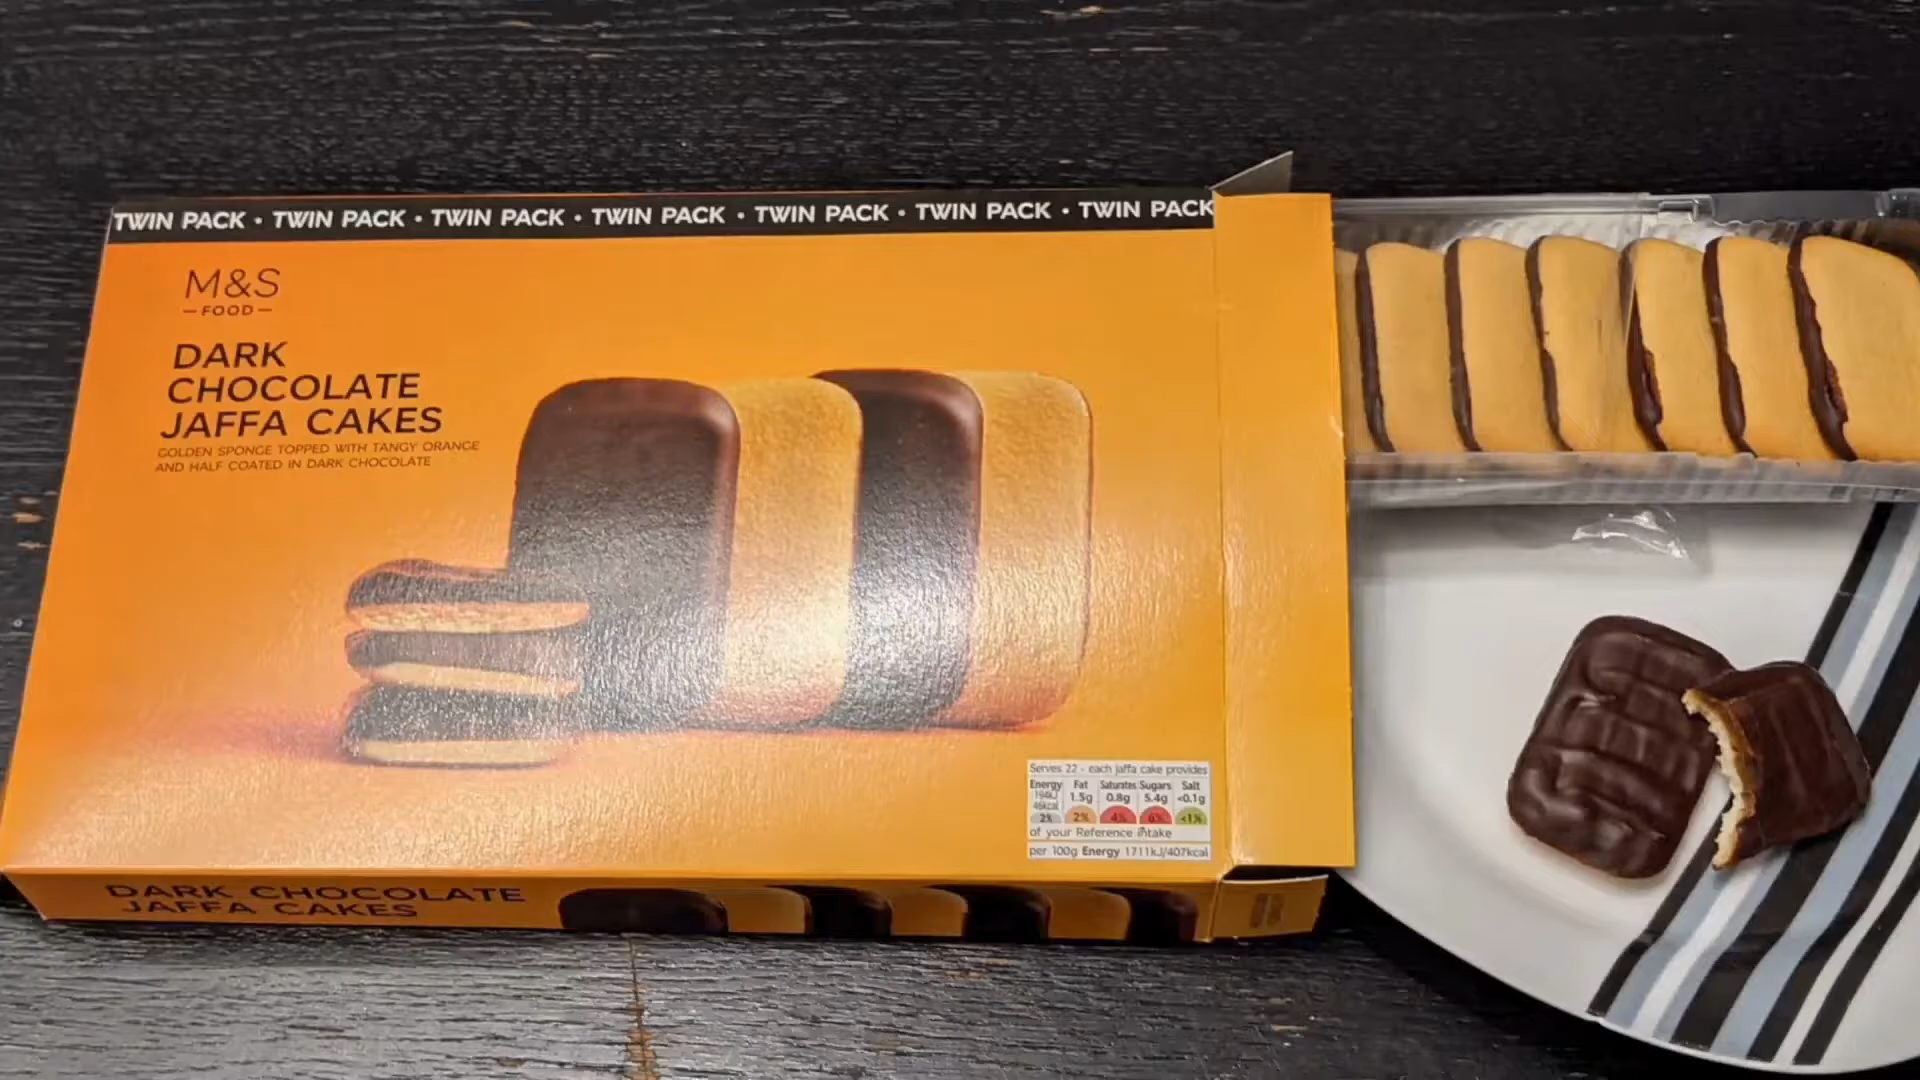 TWIN PACK • TWIN PACK • TWIN PACK • TWIN PACK • TWIN PACK • TWIN PACK • TWIN PACK
M&S
—FOOD—
DARK
CHOCOLATE
JAFFA CAKES
GOLDEN SPONGE TOPPED WITH TANGY ORANGE
AND HALF COATED IN DARK CHOCOLATE
Serves 22 - each jaffa cake provides
Energy Fat Saturates Sugars Salt
194kJ 1.5g 0.8g 5.4g <0.1g
46kcal
2% 2% 4% 6% <1%
of your Reference intake
per 100g Energy 1711kJ/407kcal
DARK CHOCOLATE
JAFFA CAKES